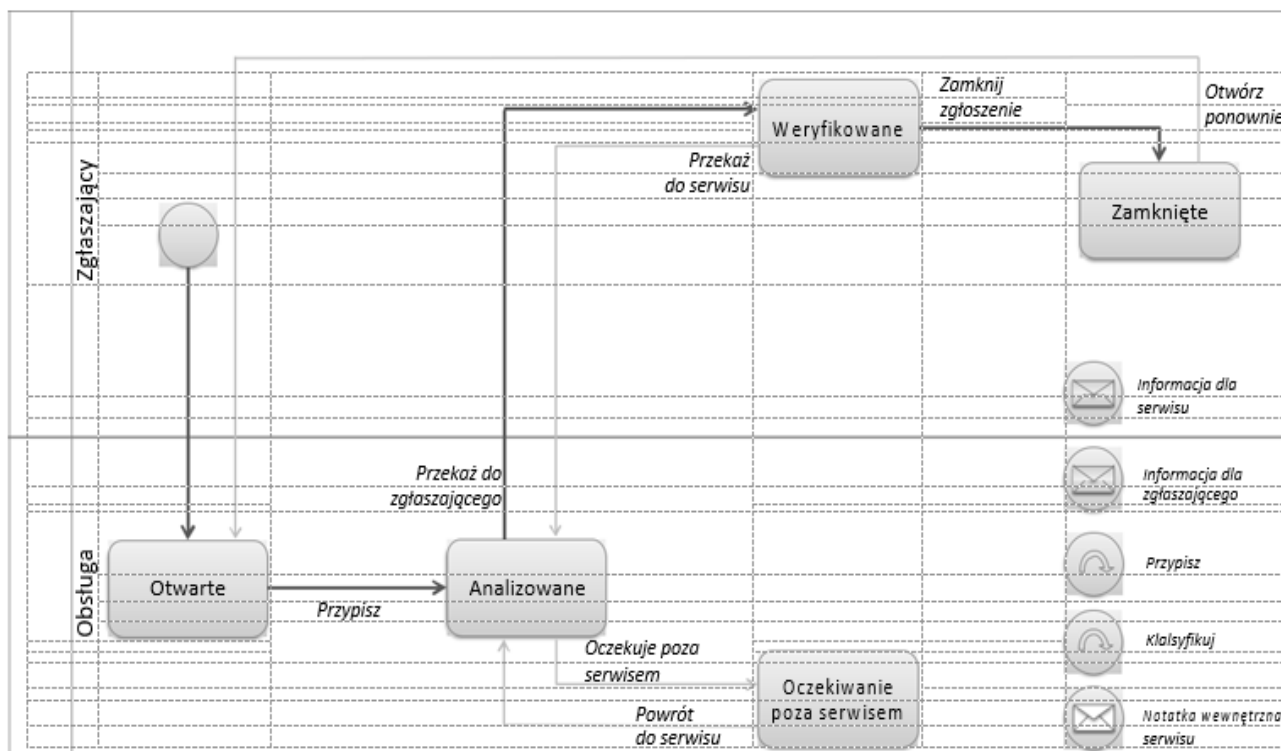 Zgłaszający
Zamknij
zgłoszenie
Otwórz
ponownie
Weryfikowane
Przekaż
do serwisu
Zamknięte
Informacja dla
serwisu
Obsługa
Przekaż do
zgłaszającego
Informacja dla
zgłaszającego
Otwarte
Przypisz
Analizowane
Przypisz
Oczekuje poza
serwisem
Klalsyfikuj
Oczekiwanie
poza serwisem
Powrót
do serwisu
Notatka wewnętrzna
serwisu